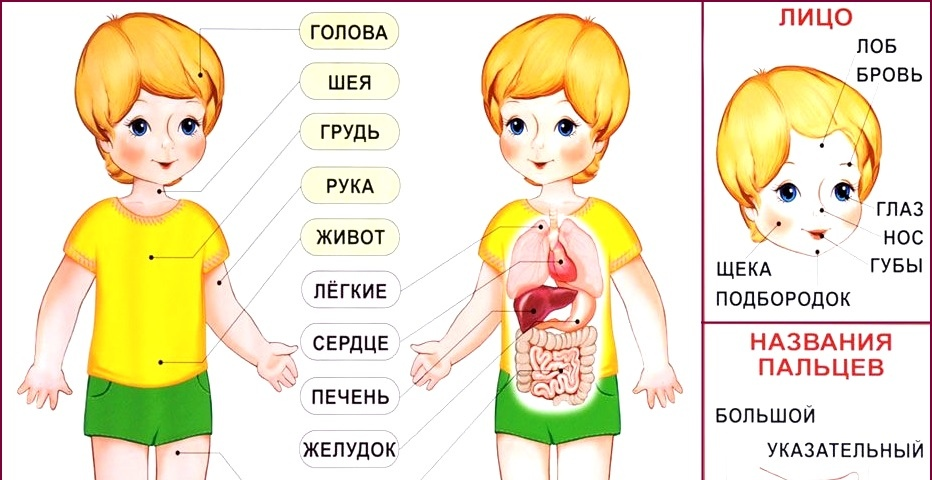 ГОЛОВА
ШЕЯ
ГРУДЬ
РУКА
ЖИВОТ
ЛЁГКИЕ
СЕРДЦЕ
ПЕЧЕНЬ
ЖЕЛУДОК
ЛИЦО
ЛОБ
БРОВЬ
ГЛАЗ
НОС
ГУБЫ
ЩЕКА
ПОДБОРОДОК
НАЗВАНИЯ
ПАЛЬЦЕВ
БОЛЬШОЙ
УКАЗАТЕЛЬНЫЙ